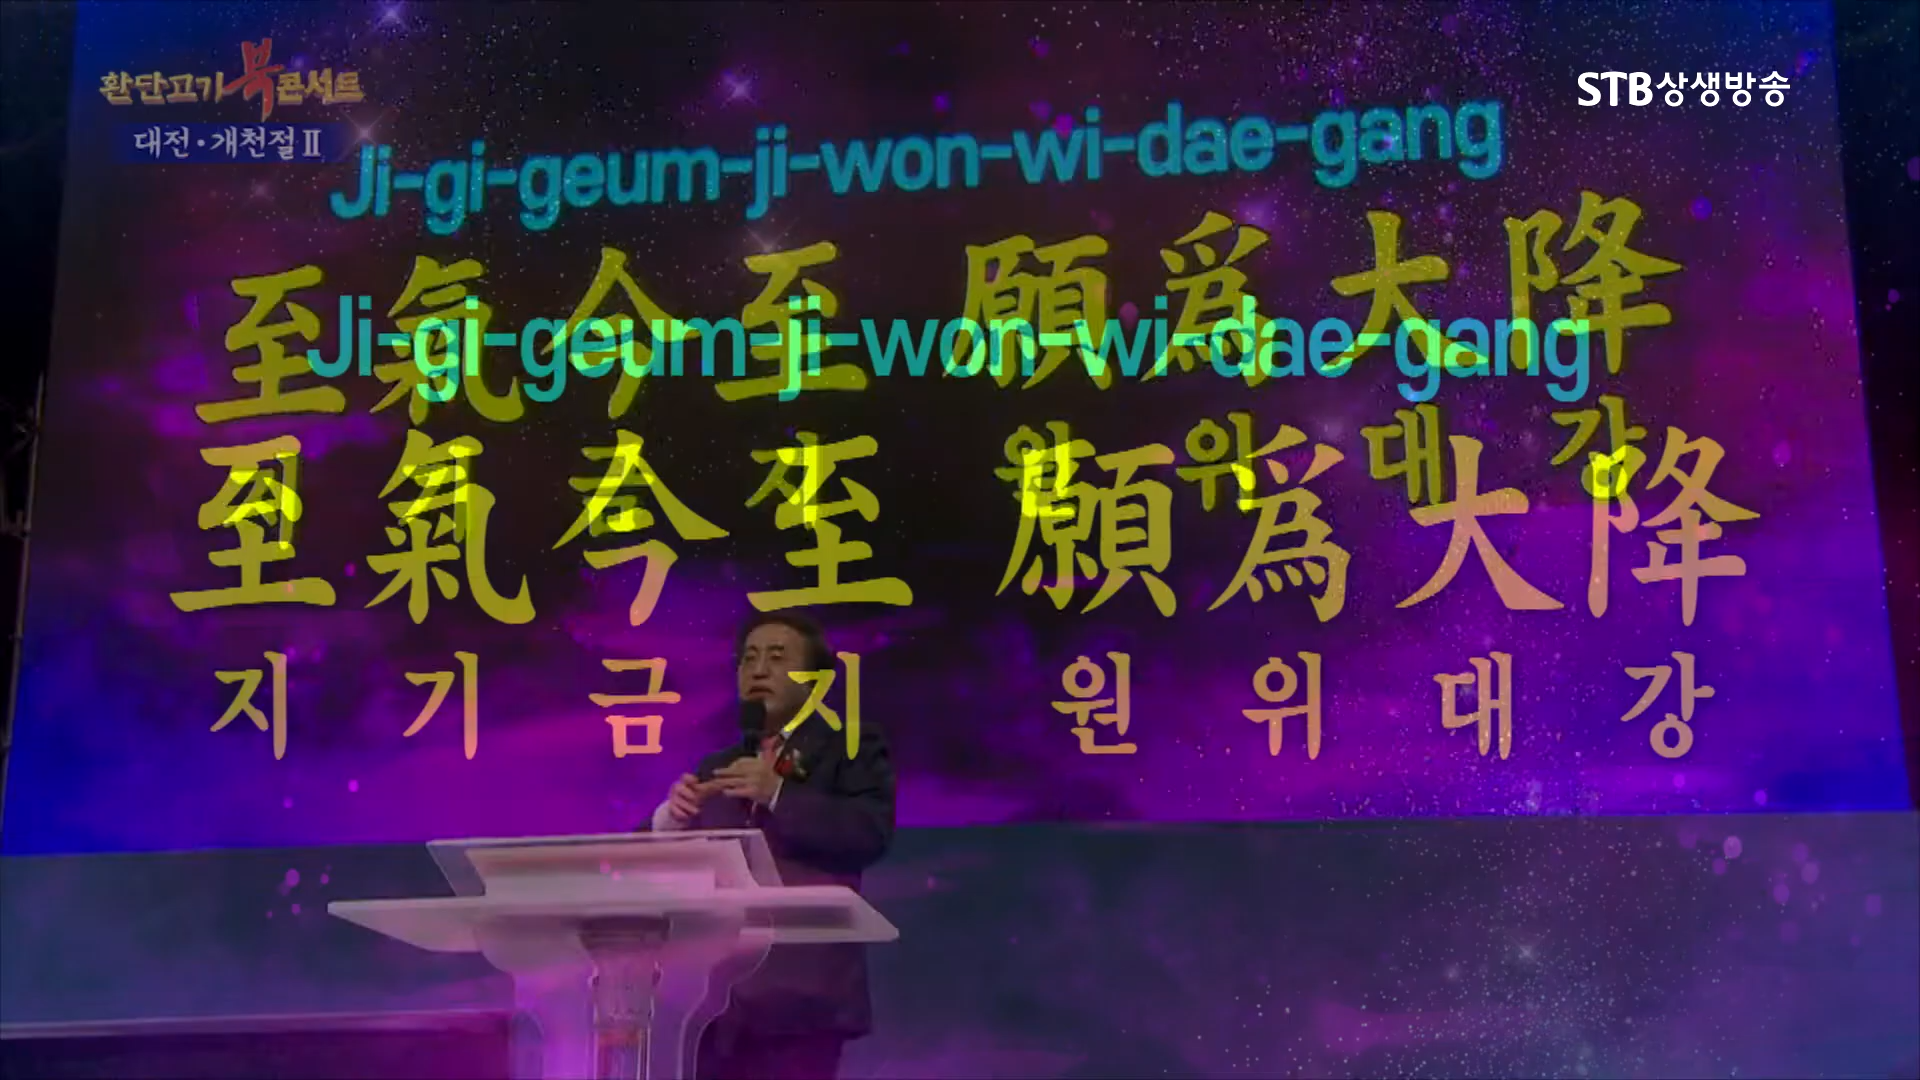 환단고기 북 콘서트
대전·개천절 Ⅱ
STB상생방송
Ji-gi-geum-ji-won-wi-dae-gang
至氣今至 願爲大降
지기금지 원위대강
Ji-gi-geum-ji-won-wi-dae-gang
至氣今至 願爲大降
지 기 금 지 원 위 대 강